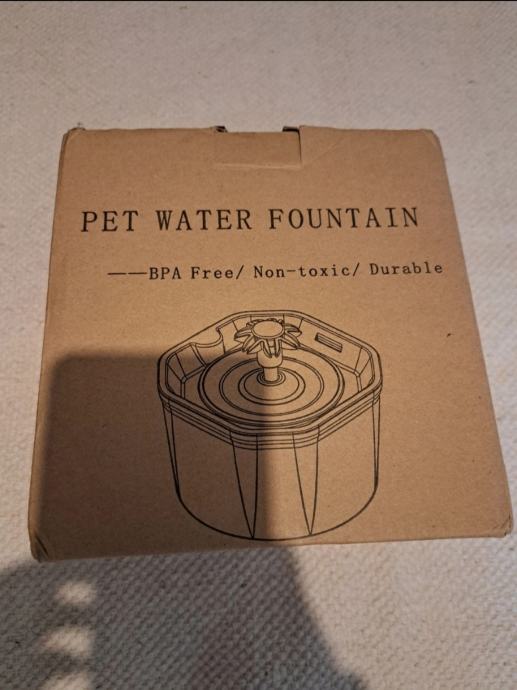 PET WATER FOUNTAIN
——BPA Free/ Non-toxic/ Durable